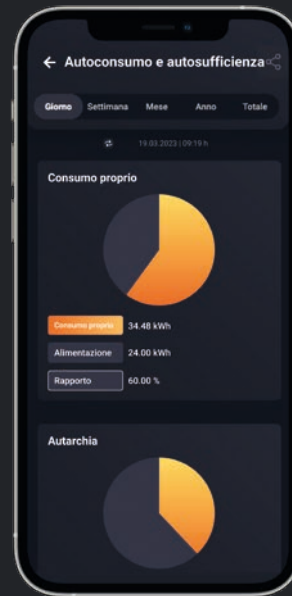 Autoconsumo e autosufficienza
Giorno Settimana Mese Anno Totale
19.03.2023 | 09:19 h
Consumo proprio
Consumo proprio 34.48 kWh
Alimentazione 24.00 kWh
Rapporto 60.00 %
Autarchia